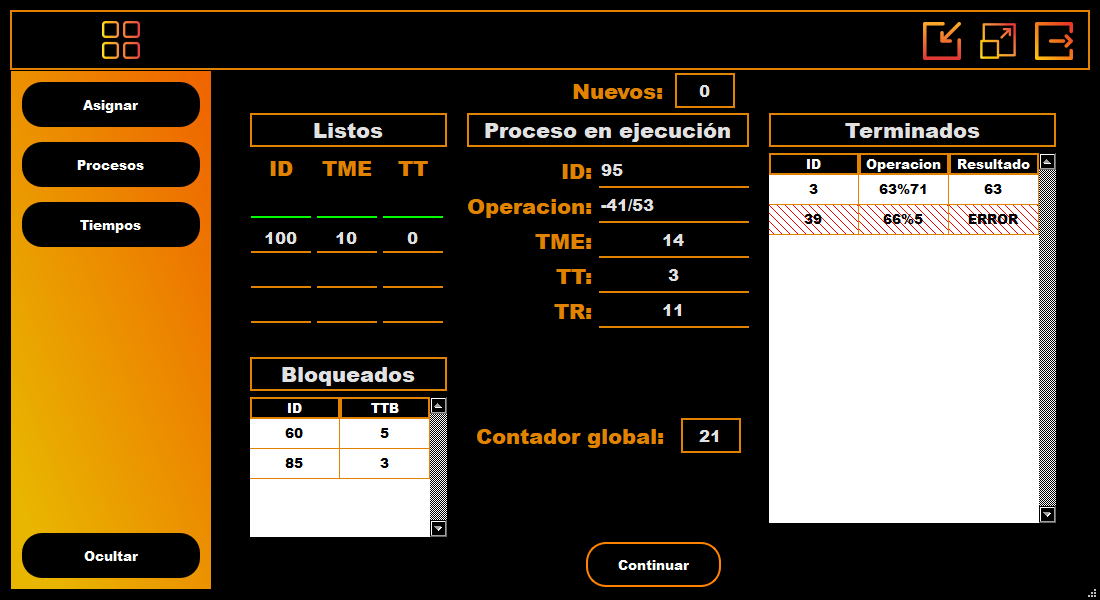 Nuevos: 0
Asignar
Procesos
Tiempos
Ocultar
Listos
ID TME TT
100 10 0
Bloqueados
ID TTB
60 5
85 3
Proceso en ejecución
ID: 95
Operacion: -41/53
TME: 14
TT: 3
TR: 11
Contador global: 21
Continuar
Terminados
ID Operacion Resultado
3 63%71 63
39 66%5 ERROR